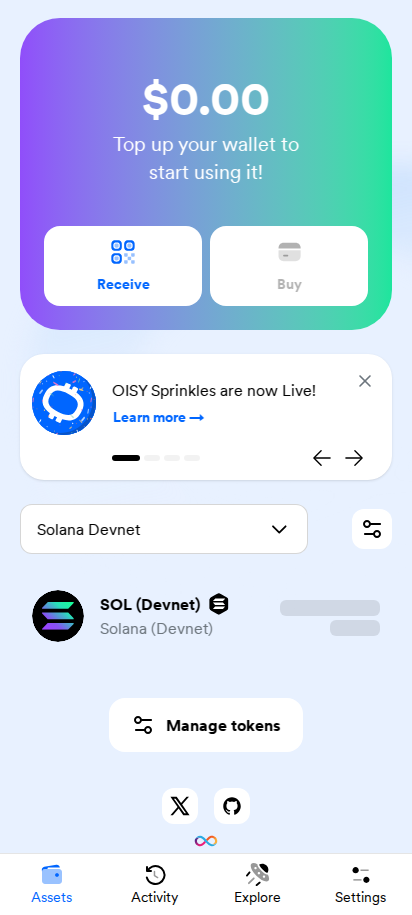 $0.00
Top up your wallet to
start using it!
Receive
Buy
OISY Sprinkles are now Live!
Learn more →
Solana Devnet
SOL (Devnet)
Solana (Devnet)
Manage tokens
Assets
Activity
Explore
Settings